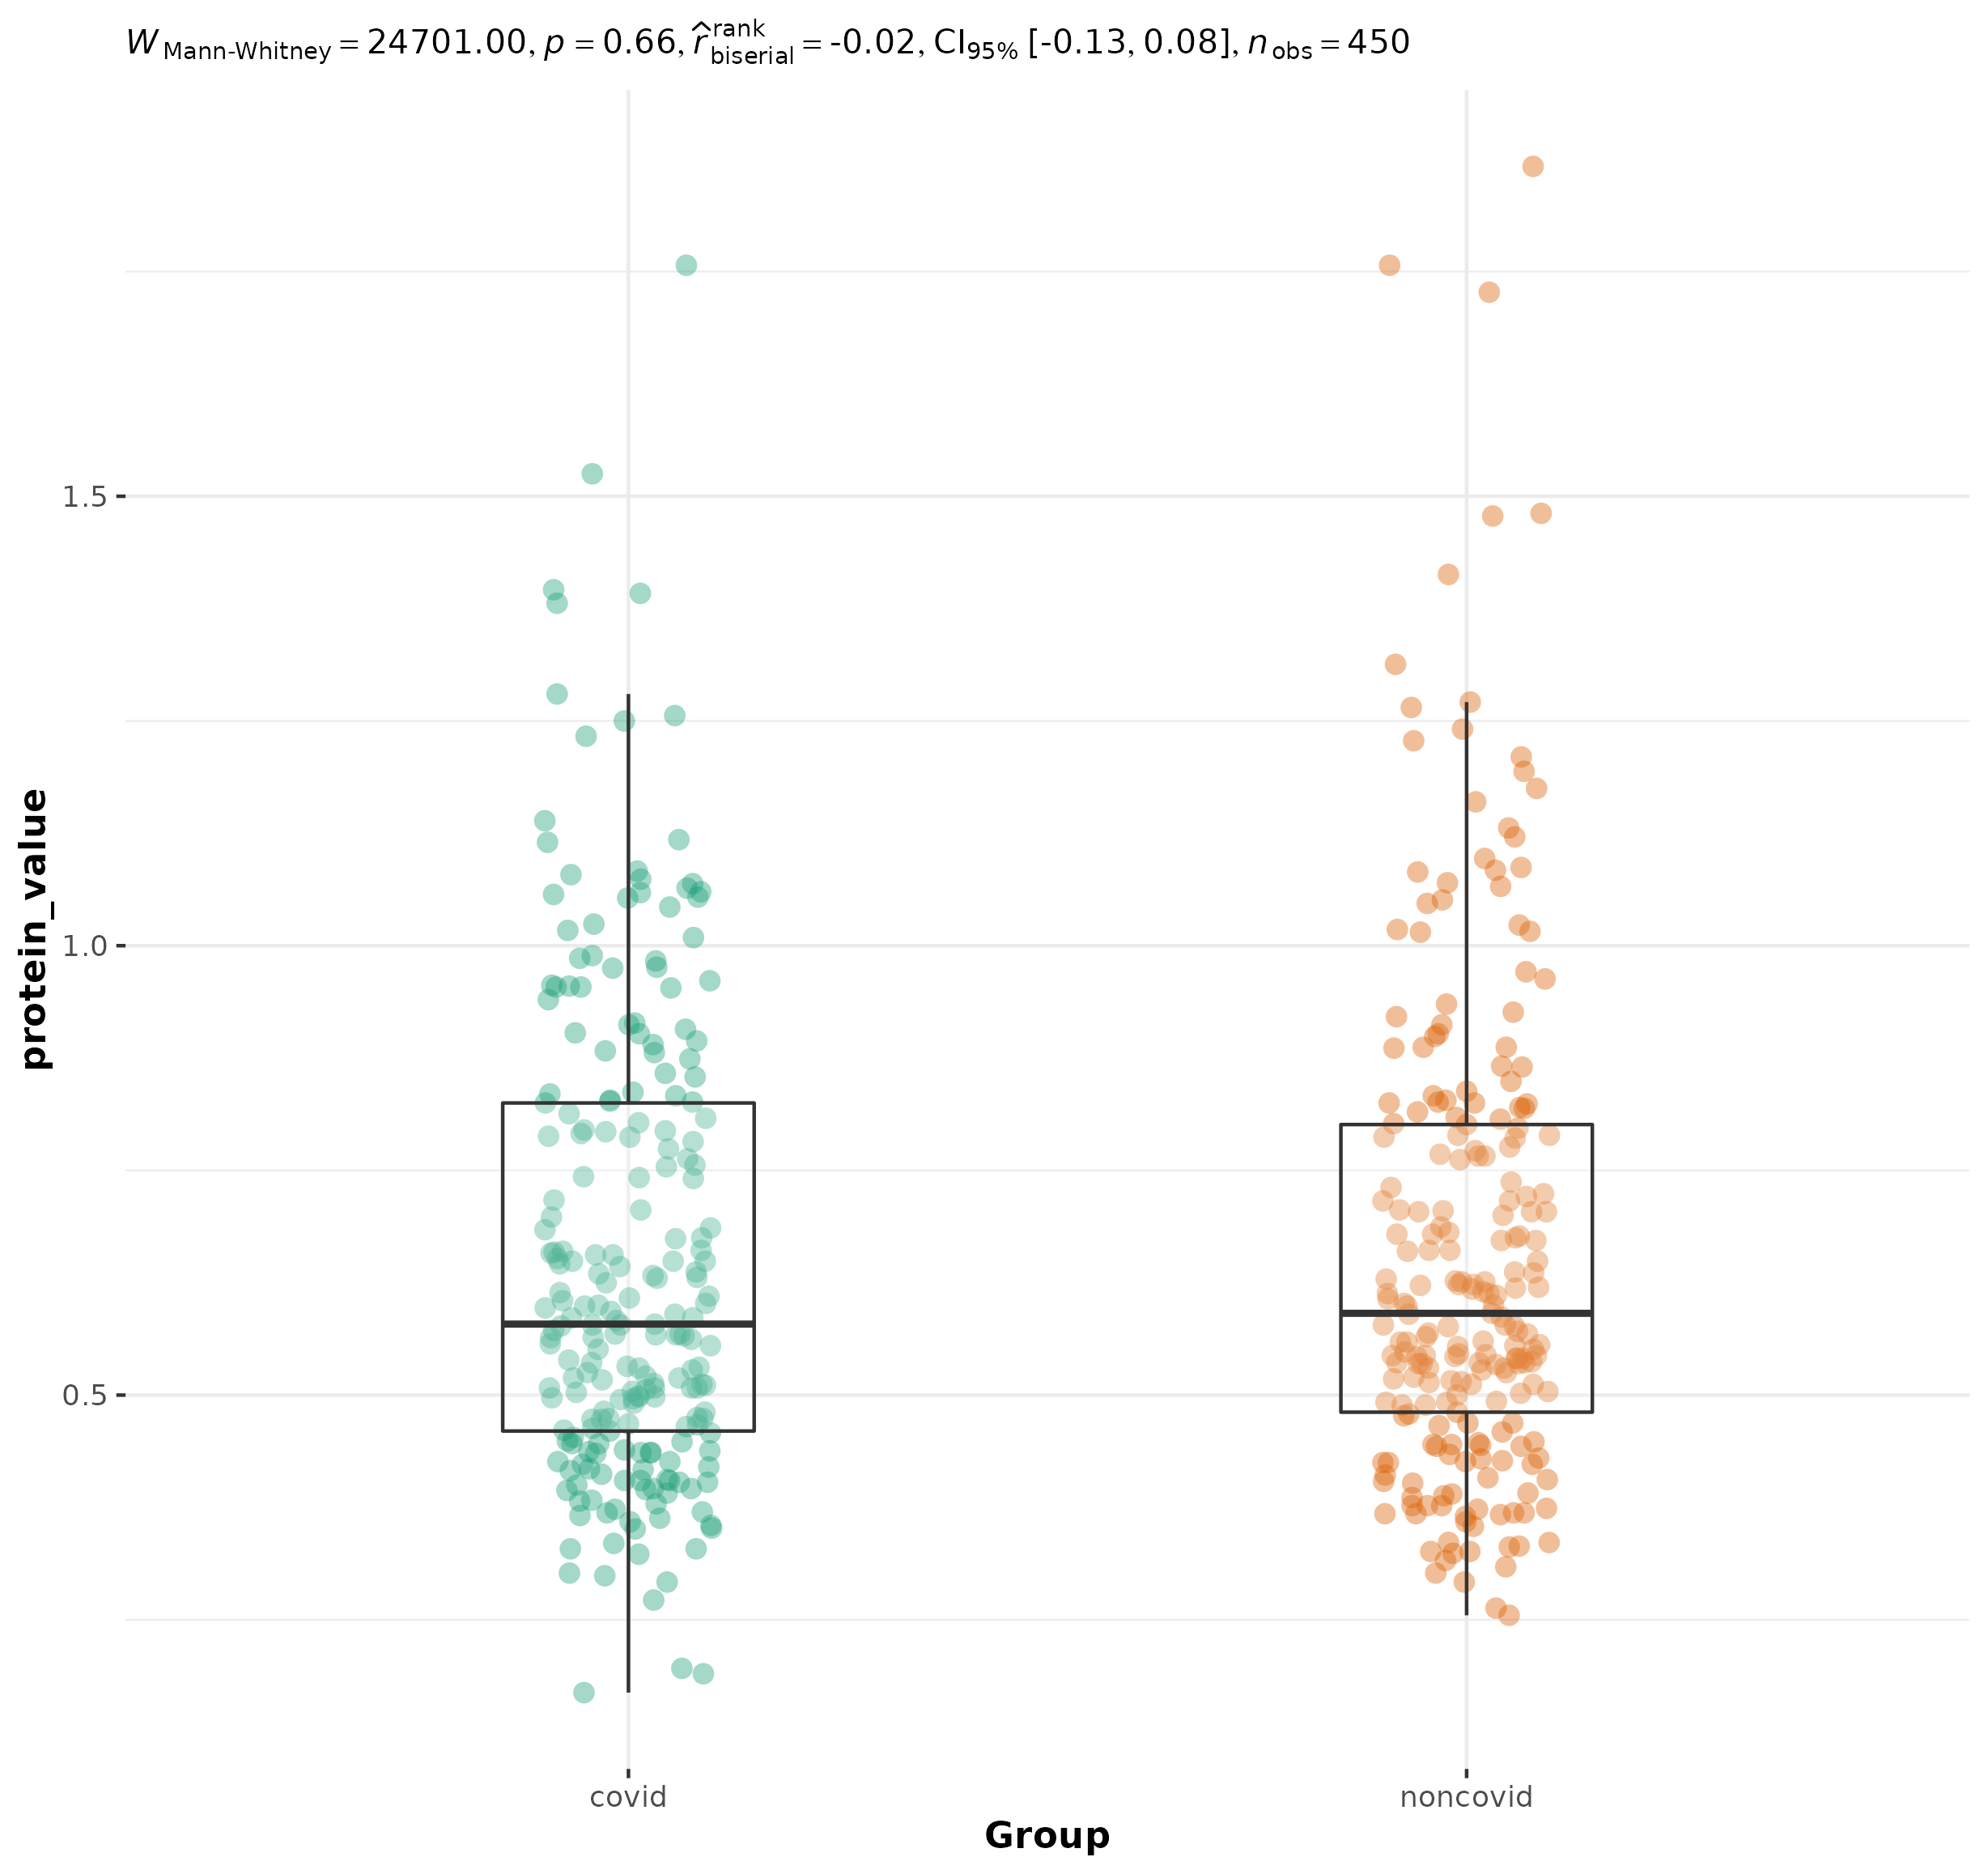 W Mann-Whitney = 24701.00, p = 0.66, r̂ rank biserial = -0.02, CI95% [-0.13, 0.08], n obs = 450
protein_value
1.5
1.0
0.5
covid noncovid
Group